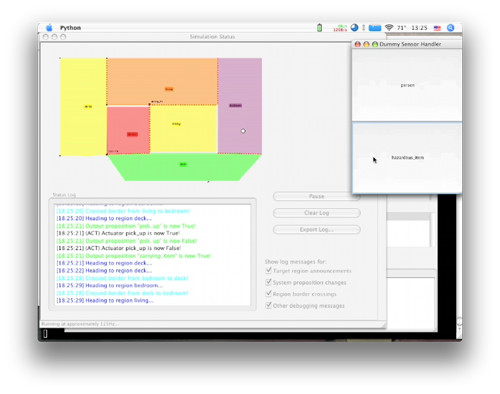 Python
71° 13:25
Simulation Status
Dummy Sensor Handler
person
hazardous_item
deck
Status Log
[18:25:20] Crossed border from living to bedroom!
[18:25:20] Heading to region deck...
[18:25:21] Output proposition "pick_up" is now True!
[18:25:21] (ACT) Actuator pick_up is now True!
[18:25:21] Output proposition "pick_up" is now False!
[18:25:21] (ACT) Actuator pick_up is now False!
[18:25:21] Output proposition "carrying_item" is now True!
[18:25:21] Heading to region deck...
[18:25:26] Heading to region deck...
[18:25:28] Crossed border from bedroom to deck!
[18:25:29] Heading to region bedroom...
[18:25:29] Crossed border from deck to bedroom!
[18:25:29] Heading to region living...
Pause
Clear Log
Export Log...
Show log messages for:
Target region announcements
System proposition changes
Region border crossings
Other debugging messages
Running at approximately